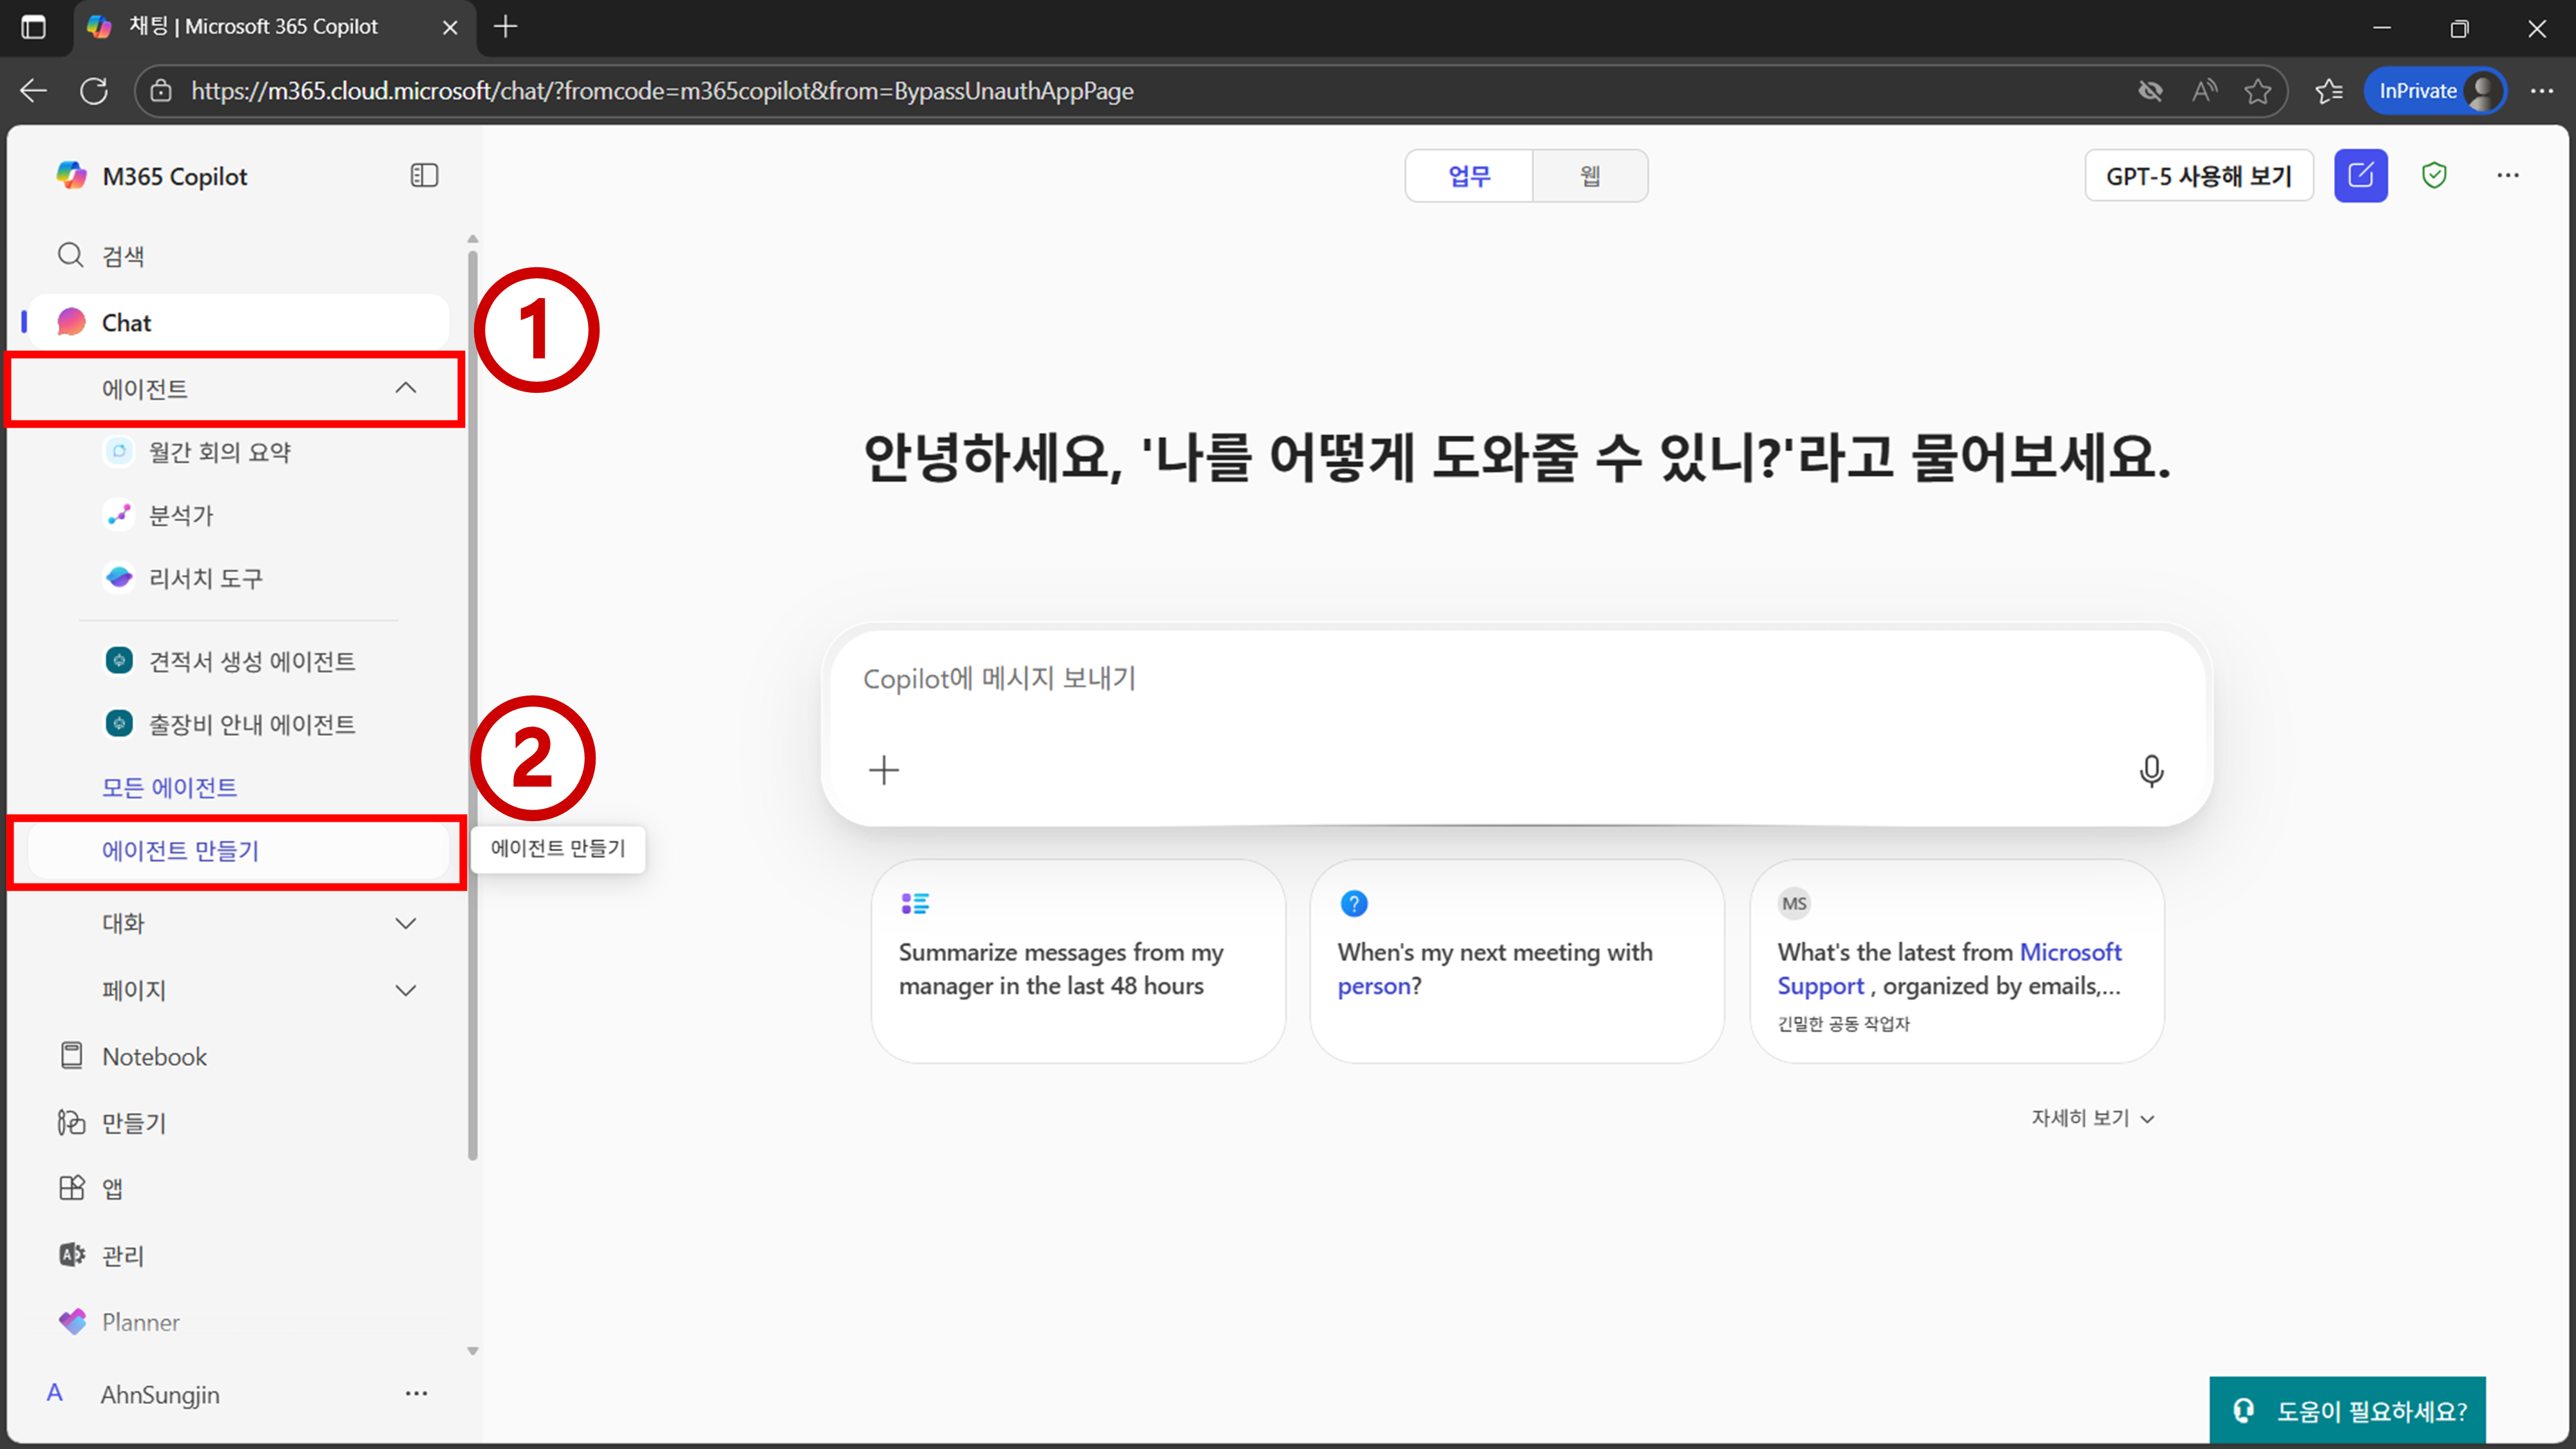 채팅 | Microsoft 365 Copilot
https://m365.cloud.microsoft/chat/?fromcode=m365copilot&from=BypassUnauthAppPage
InPrivate
M365 Copilot
검색
Chat
①
에이전트
월간 회의 요약
분석가
리서치 도구
견적서 생성 에이전트
출장비 안내 에이전트
모든 에이전트
②
에이전트 만들기
에이전트 만들기
대화
페이지
Notebook
만들기
앱
관리
Planner
A AhnSungjin
업무
웹
GPT-5 사용해 보기
안녕하세요, '나를 어떻게 도와줄 수 있니?'라고 물어보세요.
Copilot에 메시지 보내기
Summarize messages from my
manager in the last 48 hours
When's my next meeting with
person?
MS
What's the latest from Microsoft
Support , organized by emails,...
긴밀한 공동 작업자
자세히 보기
도움이 필요하세요?